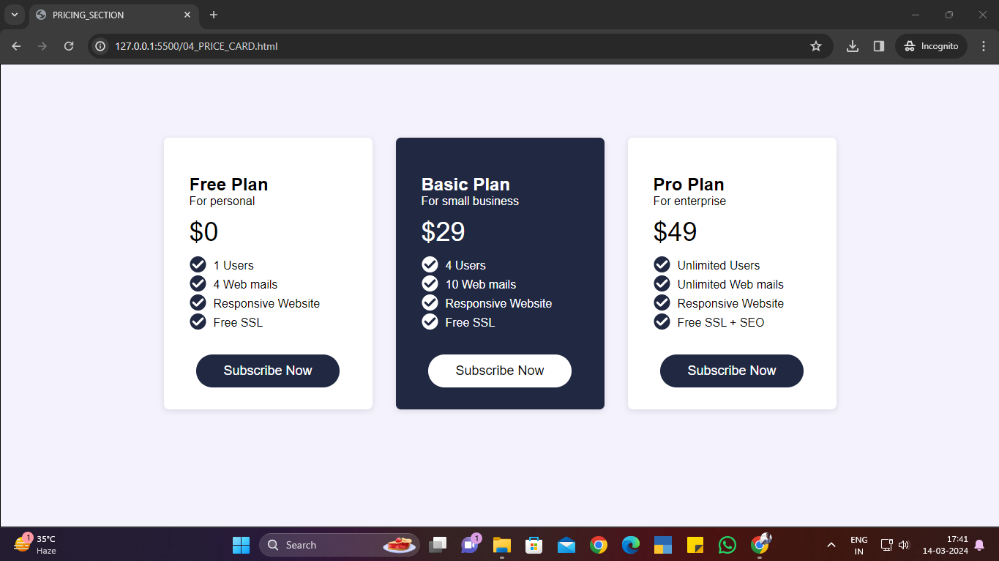 PRICING_SECTION
127.0.0.1:5500/04_PRICE_CARD.html
Incognito
Free Plan
For personal
$0
1 Users
4 Web mails
Responsive Website
Free SSL
Subscribe Now
Basic Plan
For small business
$29
4 Users
10 Web mails
Responsive Website
Free SSL
Subscribe Now
Pro Plan
For enterprise
$49
Unlimited Users
Unlimited Web mails
Responsive Website
Free SSL + SEO
Subscribe Now
1
35°C
Haze
Search
1
ENG
IN
17:41
14-03-2024